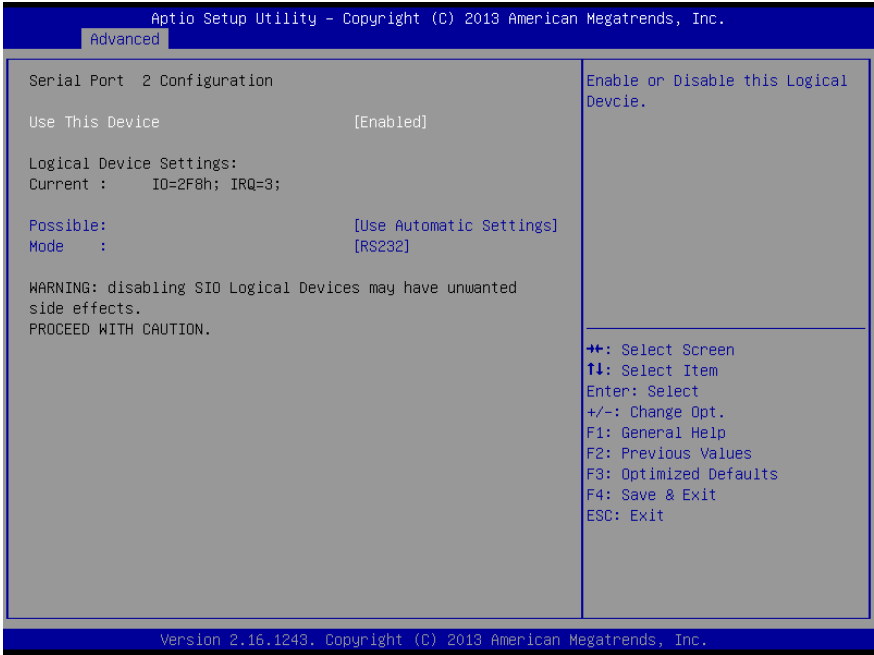 Aptio Setup Utility – Copyright (C) 2013 American Megatrends, Inc.
Advanced
Serial Port  2 Configuration
Use This Device [Enabled]
Logical Device Settings:
Current :     IO=2F8h; IRQ=3;
Possible: [Use Automatic Settings]
Mode    : [RS232]
WARNING: disabling SIO Logical Devices may have unwanted
side effects.
PROCEED WITH CAUTION.
Enable or Disable this Logical
Devcie.
→←: Select Screen
↑↓: Select Item
Enter: Select
+/-: Change Opt.
F1: General Help
F2: Previous Values
F3: Optimized Defaults
F4: Save & Exit
ESC: Exit
Version 2.16.1243. Copyright (C) 2013 American Megatrends, Inc.